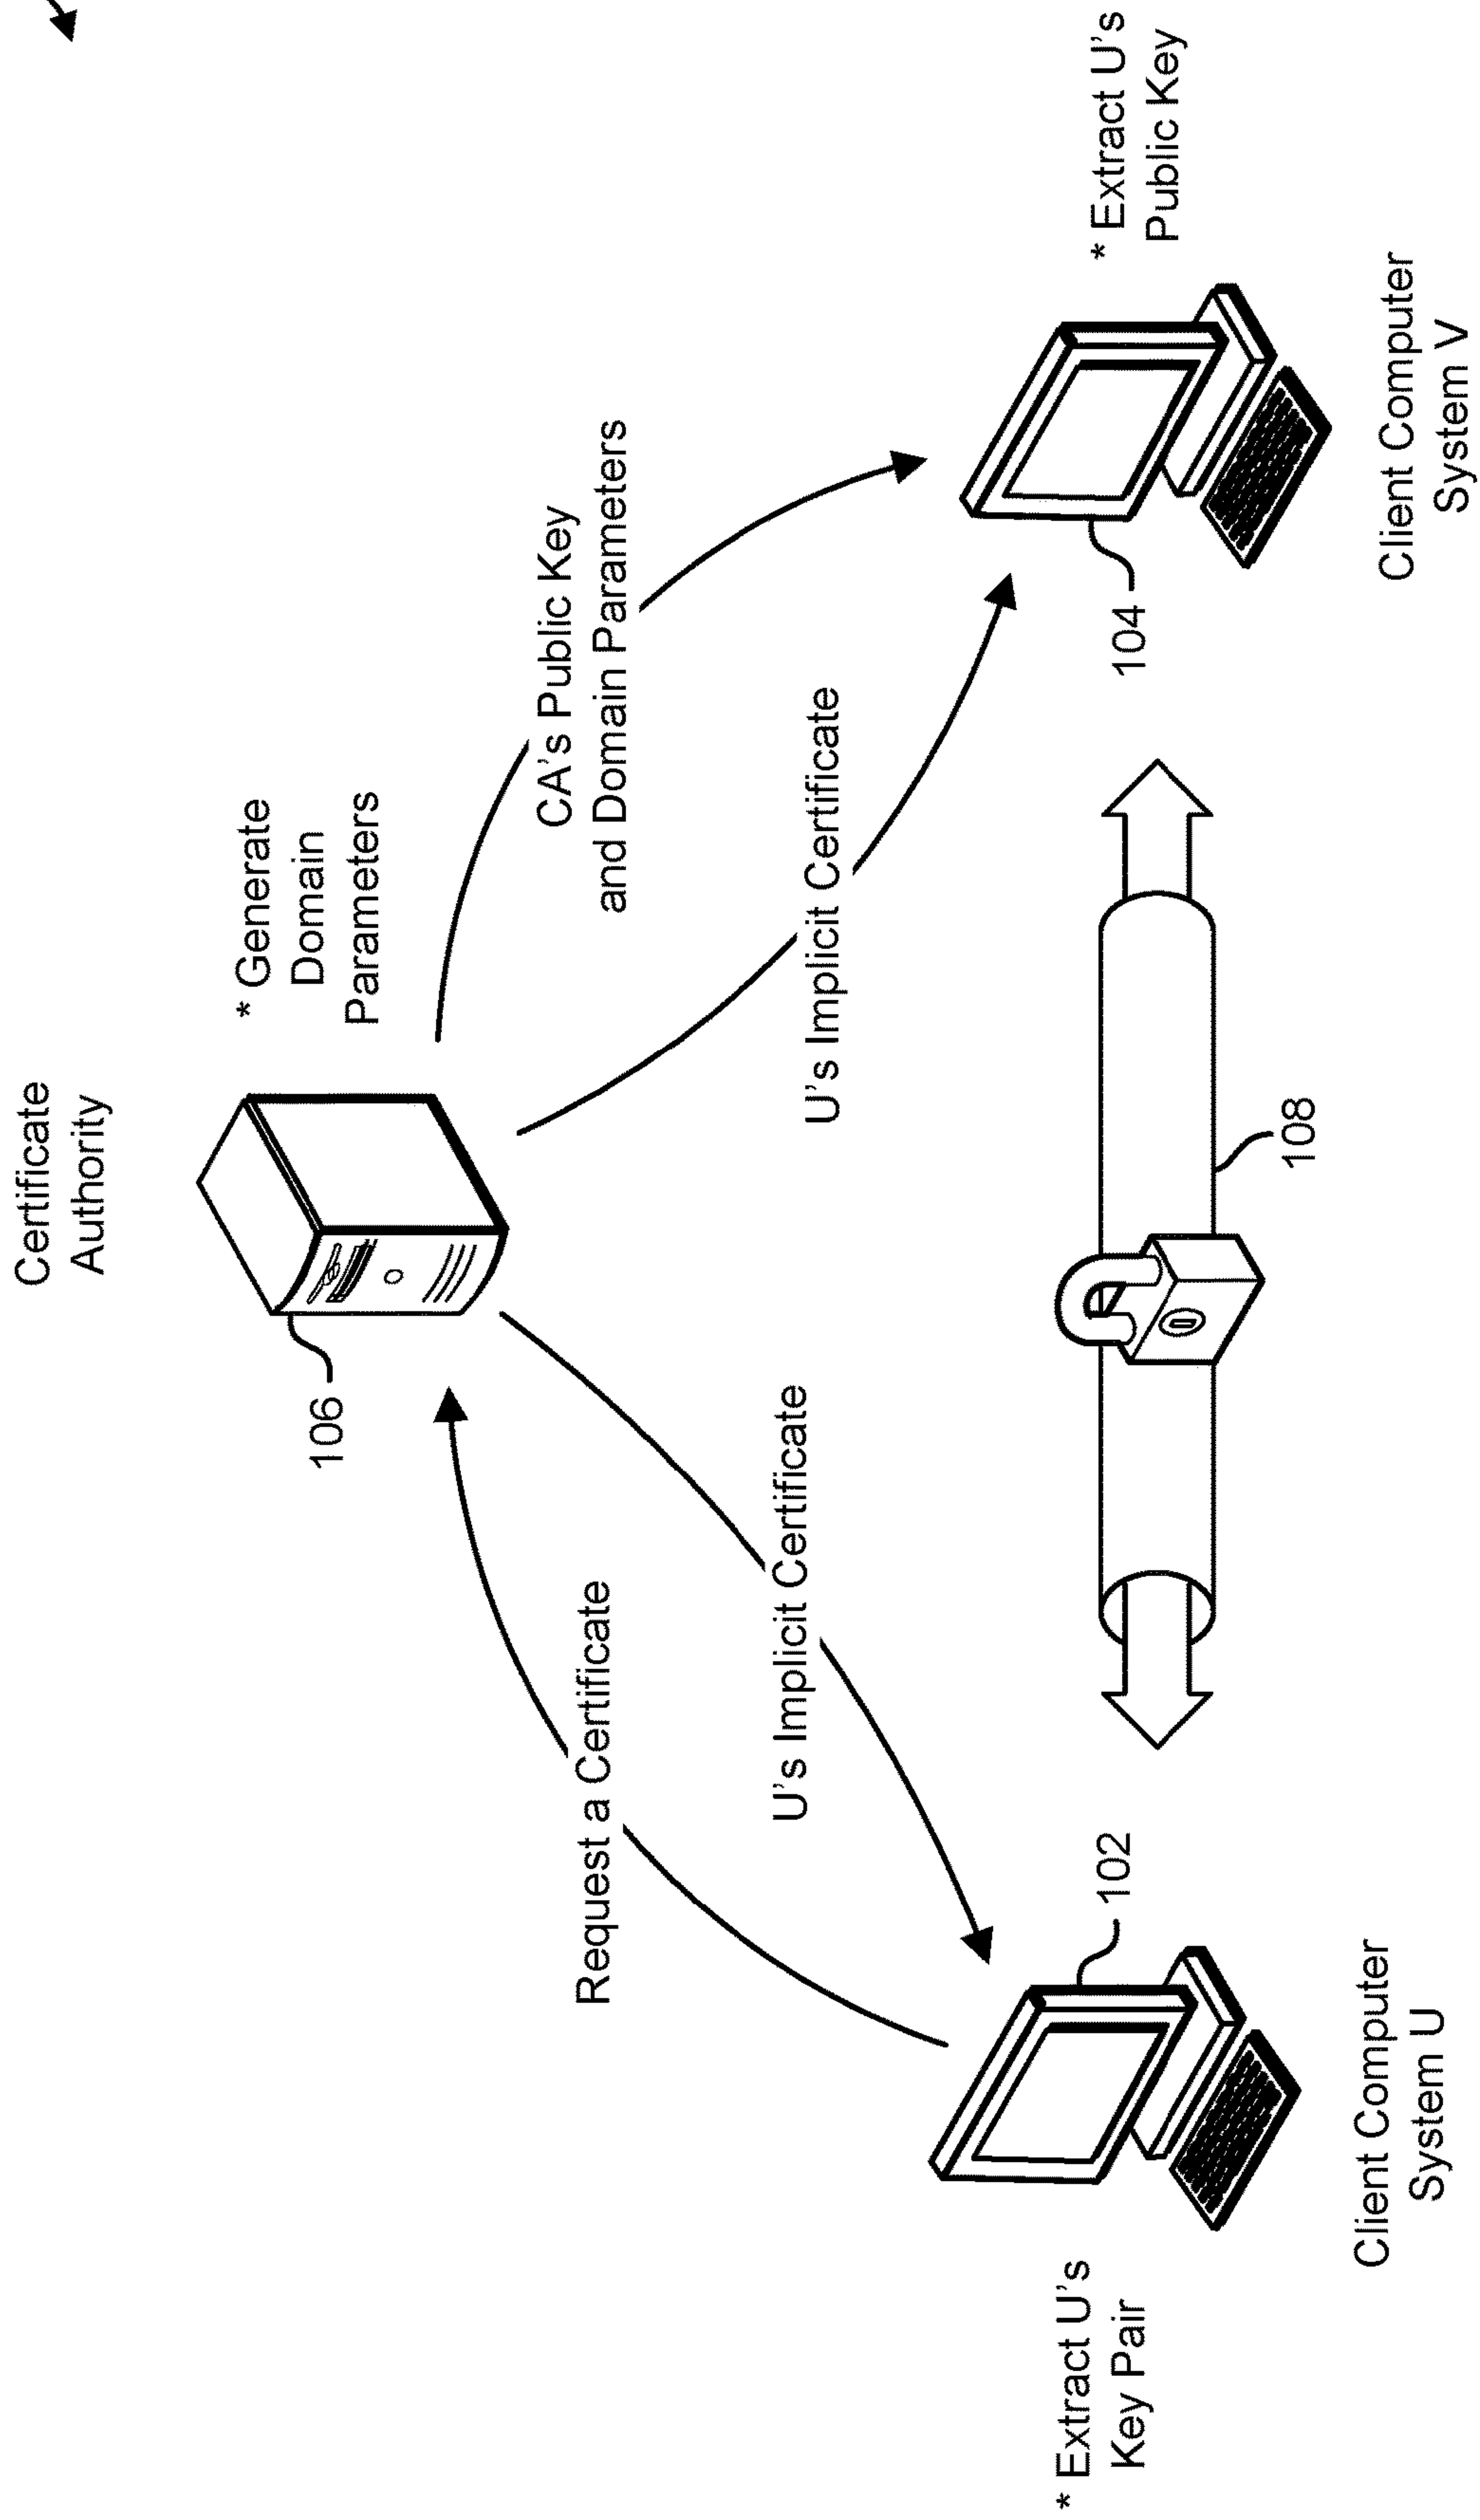 Certificate
Authority
106
* Generate
Domain
Parameters
Request a Certificate
CA's Public Key
and Domain Parameters
U's Implicit Certificate
U's Implicit Certificate
* Extract U's
Key Pair
102
Client Computer
System U
108
104
* Extract U's
Public Key
Client Computer
System V